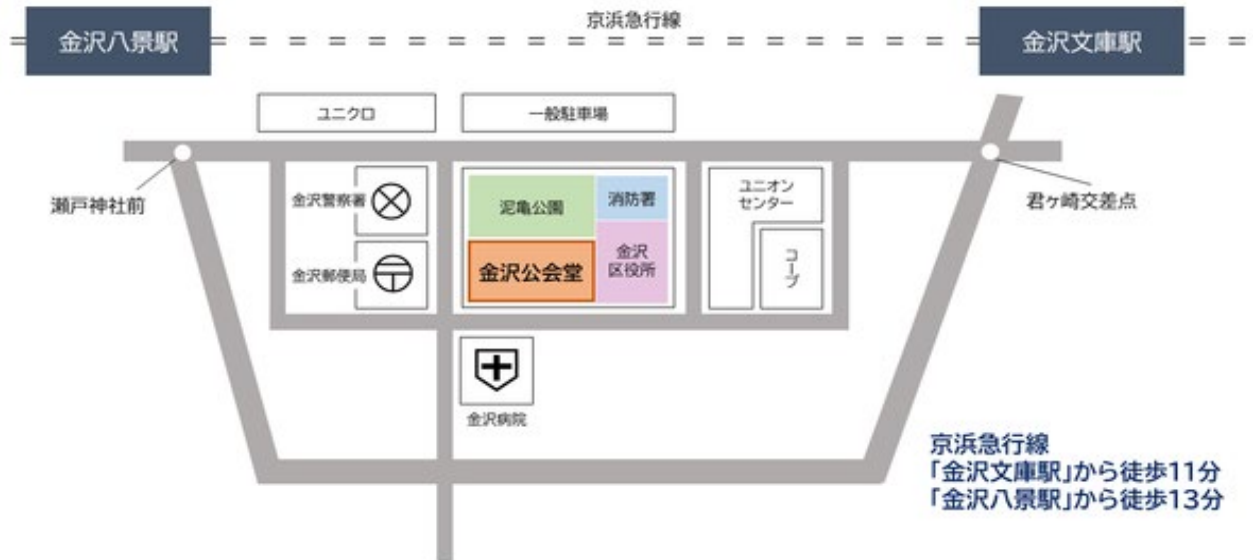 京浜急行線
金沢八景駅
金沢文庫駅
ユニクロ
一般駐車場
瀬戸神社前
金沢警察署
泥亀公園
消防署
ユニオン
センター
君ヶ崎交差点
金沢郵便局
金沢公会堂
金沢
区役所
コープ
金沢病院
京浜急行線
「金沢文庫駅」から徒歩11分
「金沢八景駅」から徒歩13分